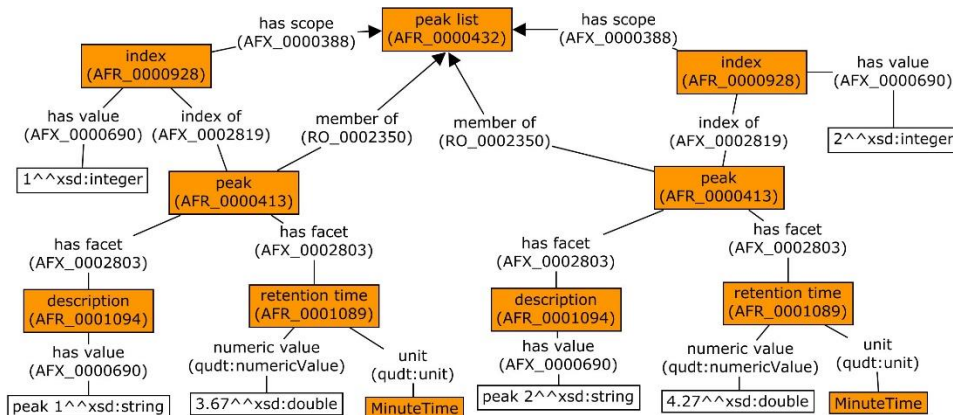 has scope
(AFX_0000388)
peak list
(AFR_0000432)
has scope
(AFX_0000388)
index
(AFR_0000928)
index
(AFR_0000928)
has value
(AFX_0000690)
has value
(AFX_0000690)
index of
(AFX_0002819)
member of
(RO_0002350)
member of
(RO_0002350)
index of
(AFX_0002819)
2^^xsd:integer
1^^xsd:integer
peak
(AFR_0000413)
peak
(AFR_0000413)
has facet
(AFX_0002803)
has facet
(AFX_0002803)
has facet
(AFX_0002803)
has facet
(AFX_0002803)
description
(AFR_0001094)
retention time
(AFR_0001089)
description
(AFR_0001094)
retention time
(AFR_0001089)
has value
(AFX_0000690)
numeric value
(qudt:numericValue)
unit
(qudt:unit)
has value
(AFX_0000690)
numeric value
(qudt:numericValue)
unit
(qudt:unit)
peak 1^^xsd:string
3.67^^xsd:double
MinuteTime
peak 2^^xsd:string
4.27^^xsd:double
MinuteTime